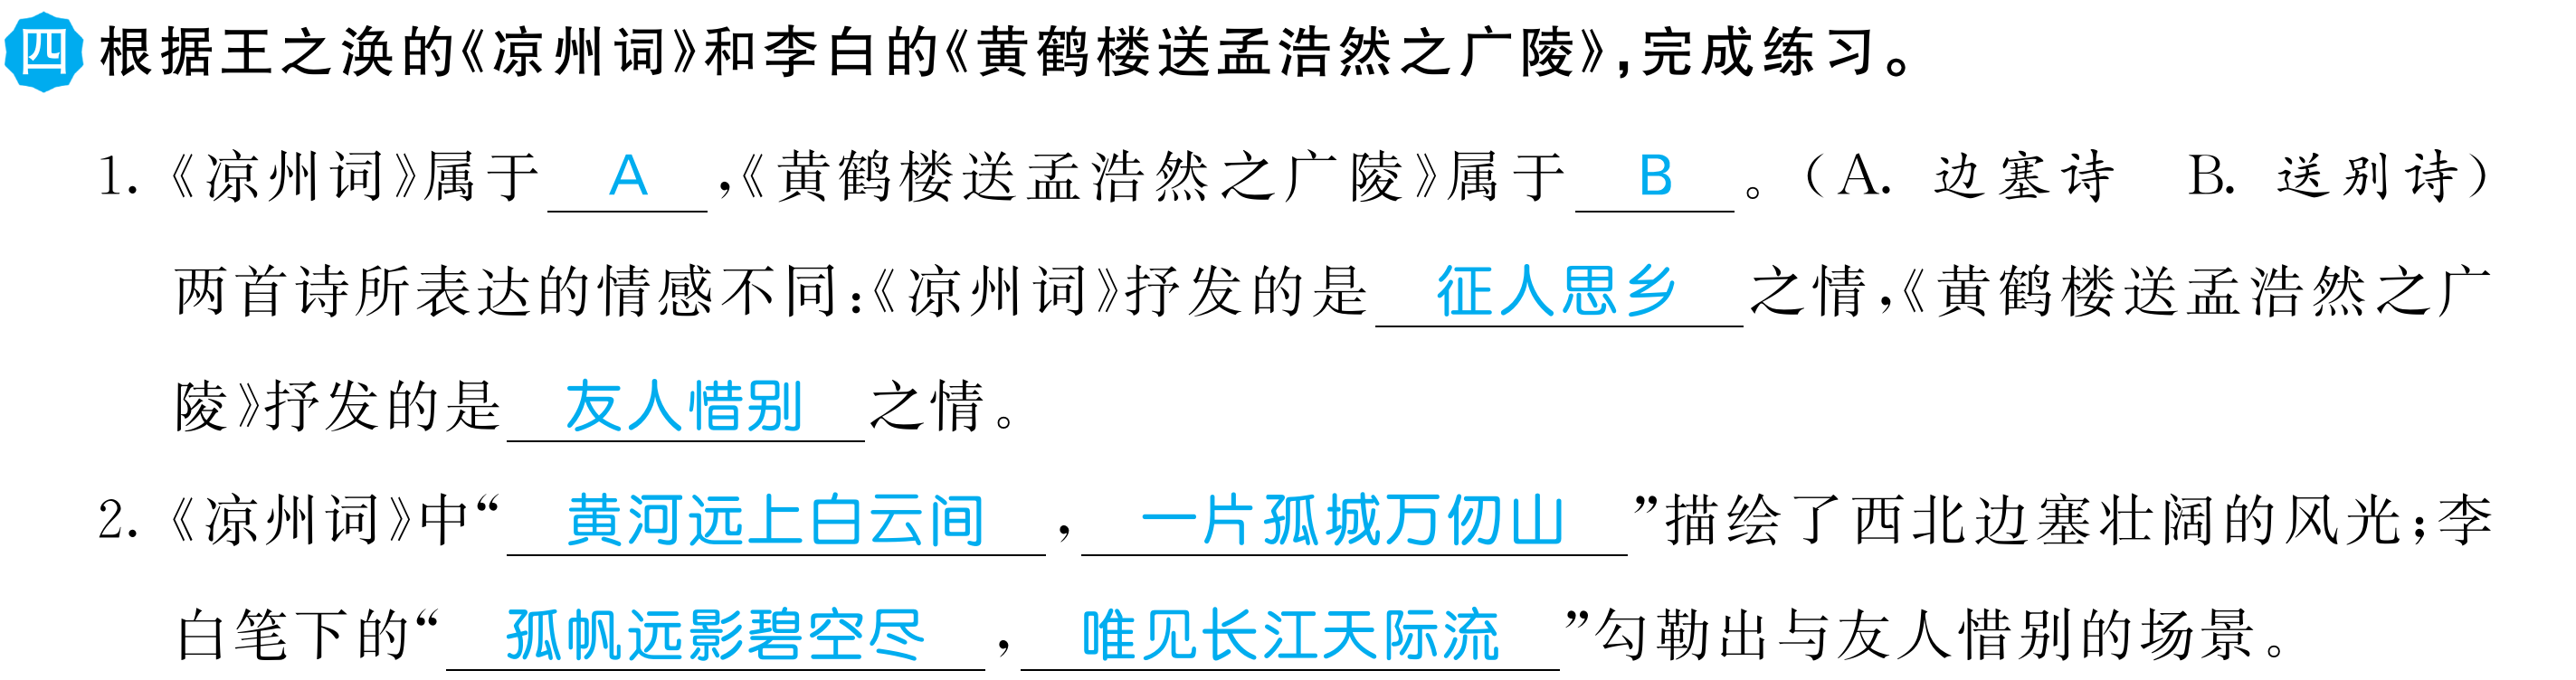 四 根据王之涣的《凉州词》和李白的《黄鹤楼送孟浩然之广陵》,完成练习。
1.《凉州词》属于 A ,《黄鹤楼送孟浩然之广陵》属于 B 。(A. 边塞诗 B. 送别诗)
两首诗所表达的情感不同:《凉州词》抒发的是 征人思乡 之情,《黄鹤楼送孟浩然之广
陵》抒发的是 友人惜别 之情。
2.《凉州词》中“ 黄河远上白云间 , 一片孤城万仞山 ”描绘了西北边塞壮阔的风光;李
白笔下的“ 孤帆远影碧空尽 , 唯见长江天际流 ”勾勒出与友人惜别的场景。